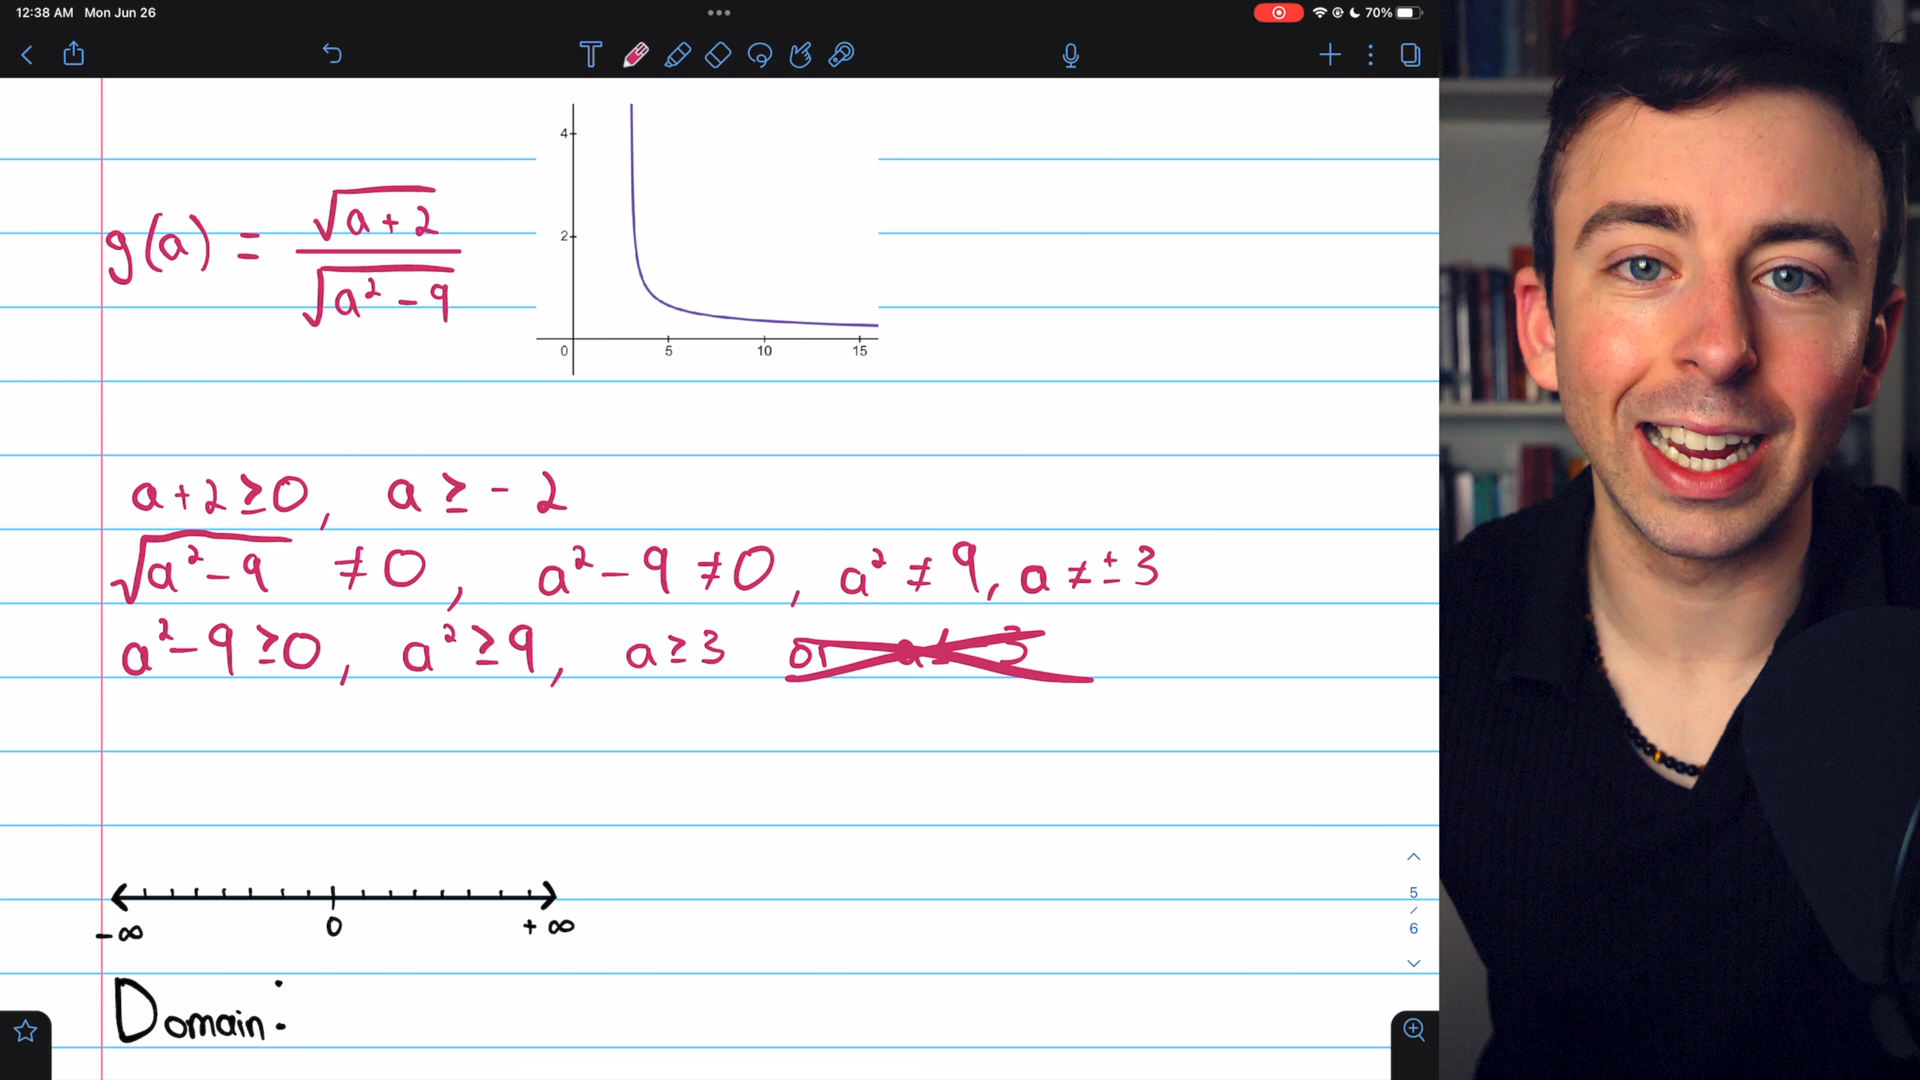 12:38 AM Mon Jun 26
70%
g(a) = √(a+2) / √(a² - 9)
4
2
0 5 10 15
a+2 ≥ 0, a ≥ - 2
√(a² - 9) ≠ 0, a² - 9 ≠ 0, a² ≠ 9, a ≠ ± 3
a² - 9 ≥ 0, a² ≥ 9, a ≥ 3 or
5
/
6
- ∞ 0 + ∞
Domain: